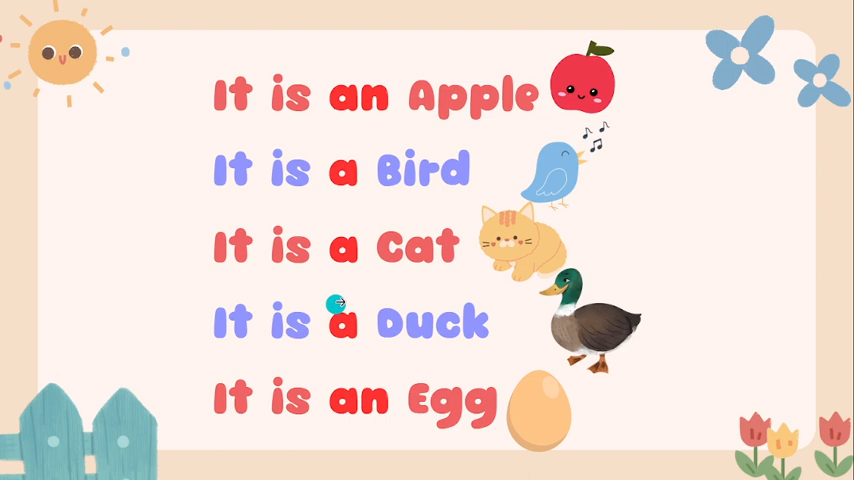 It is an Apple
It is a Bird
It is a Cat
It is a Duck
It is an Egg